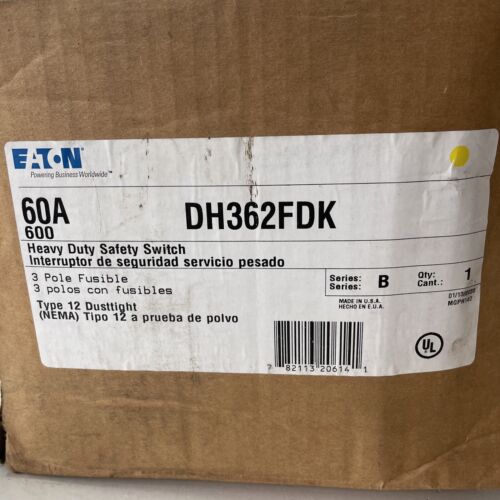 EATON
Powering Business Worldwide™
60A
600
DH362FDK
Heavy Duty Safety Switch
Interruptor de seguridad servicio pesado
3 Pole Fusible
3 polos con fusibles
Series: B
Series:
Qty: 1
Cant.:
Type 12 Dusttight
(NEMA) Tipo 12 a prueba de polvo
MADE IN U.S.A.
HECHO EN E.U.A.
7 82113 20614 1
UL